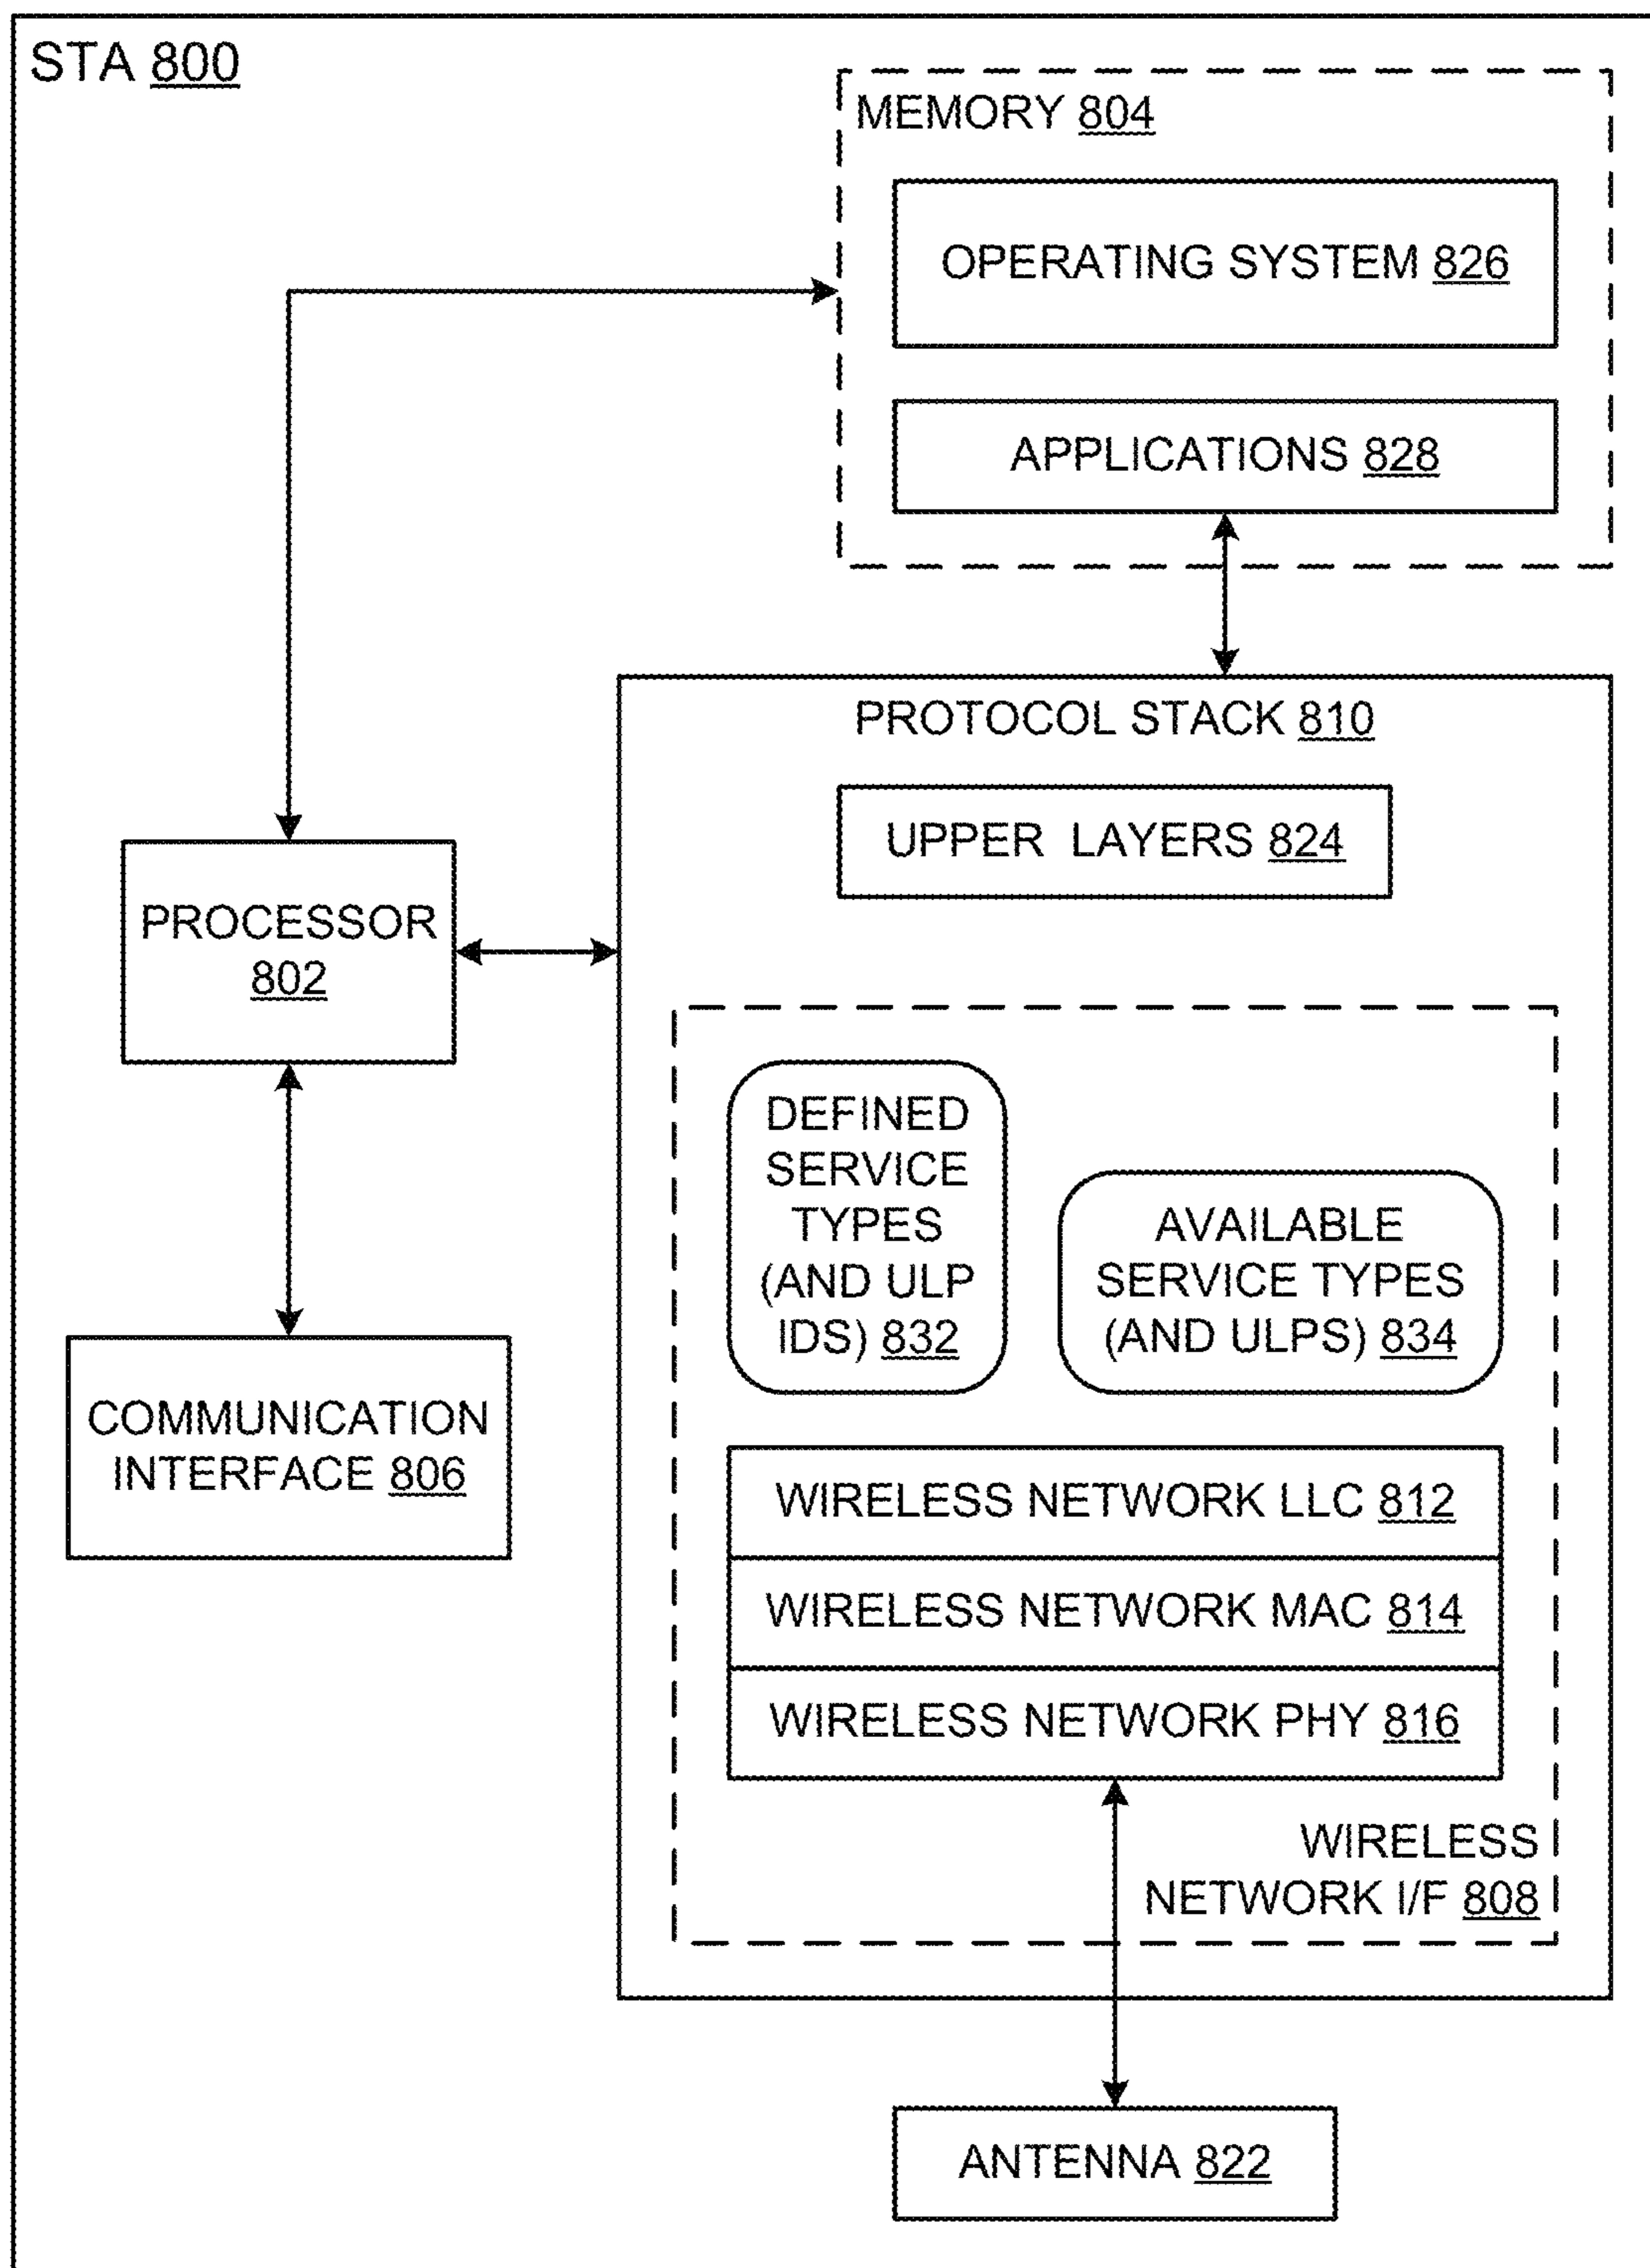 STA 800
MEMORY 804
OPERATING SYSTEM 826
APPLICATIONS 828
PROTOCOL STACK 810
UPPER LAYERS 824
PROCESSOR
802
DEFINED
SERVICE
TYPES
(AND ULP
IDS) 832
AVAILABLE
SERVICE TYPES
(AND ULPS) 834
COMMUNICATION
INTERFACE 806
WIRELESS NETWORK LLC 812
WIRELESS NETWORK MAC 814
WIRELESS NETWORK PHY 816
WIRELESS
NETWORK I/F 808
ANTENNA 822